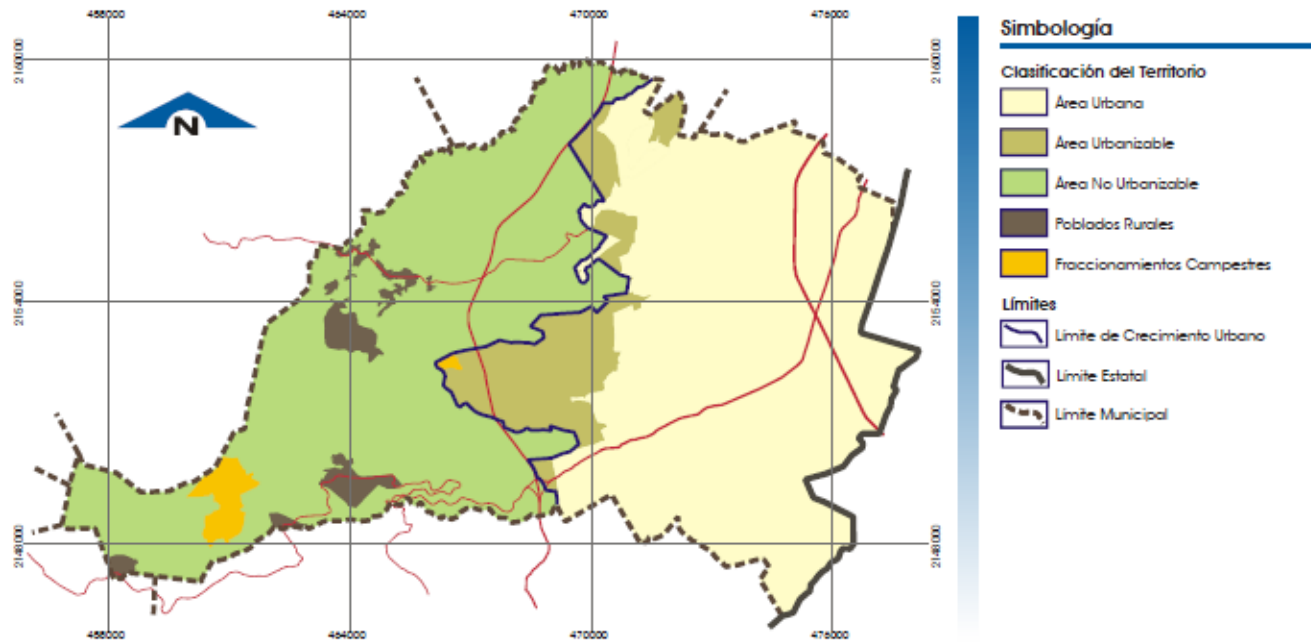 458000 464000 470000 476000
2160000 2160000
N
2154000 2154000
2148000 2148000
458000 464000 470000 476000
Simbología
Clasificación del Territorio
Área Urbana
Área Urbanizable
Área No Urbanizable
Poblados Rurales
Fraccionamientos Campestres
Límites
Límite de Crecimiento Urbano
Límite Estatal
Límite Municipal